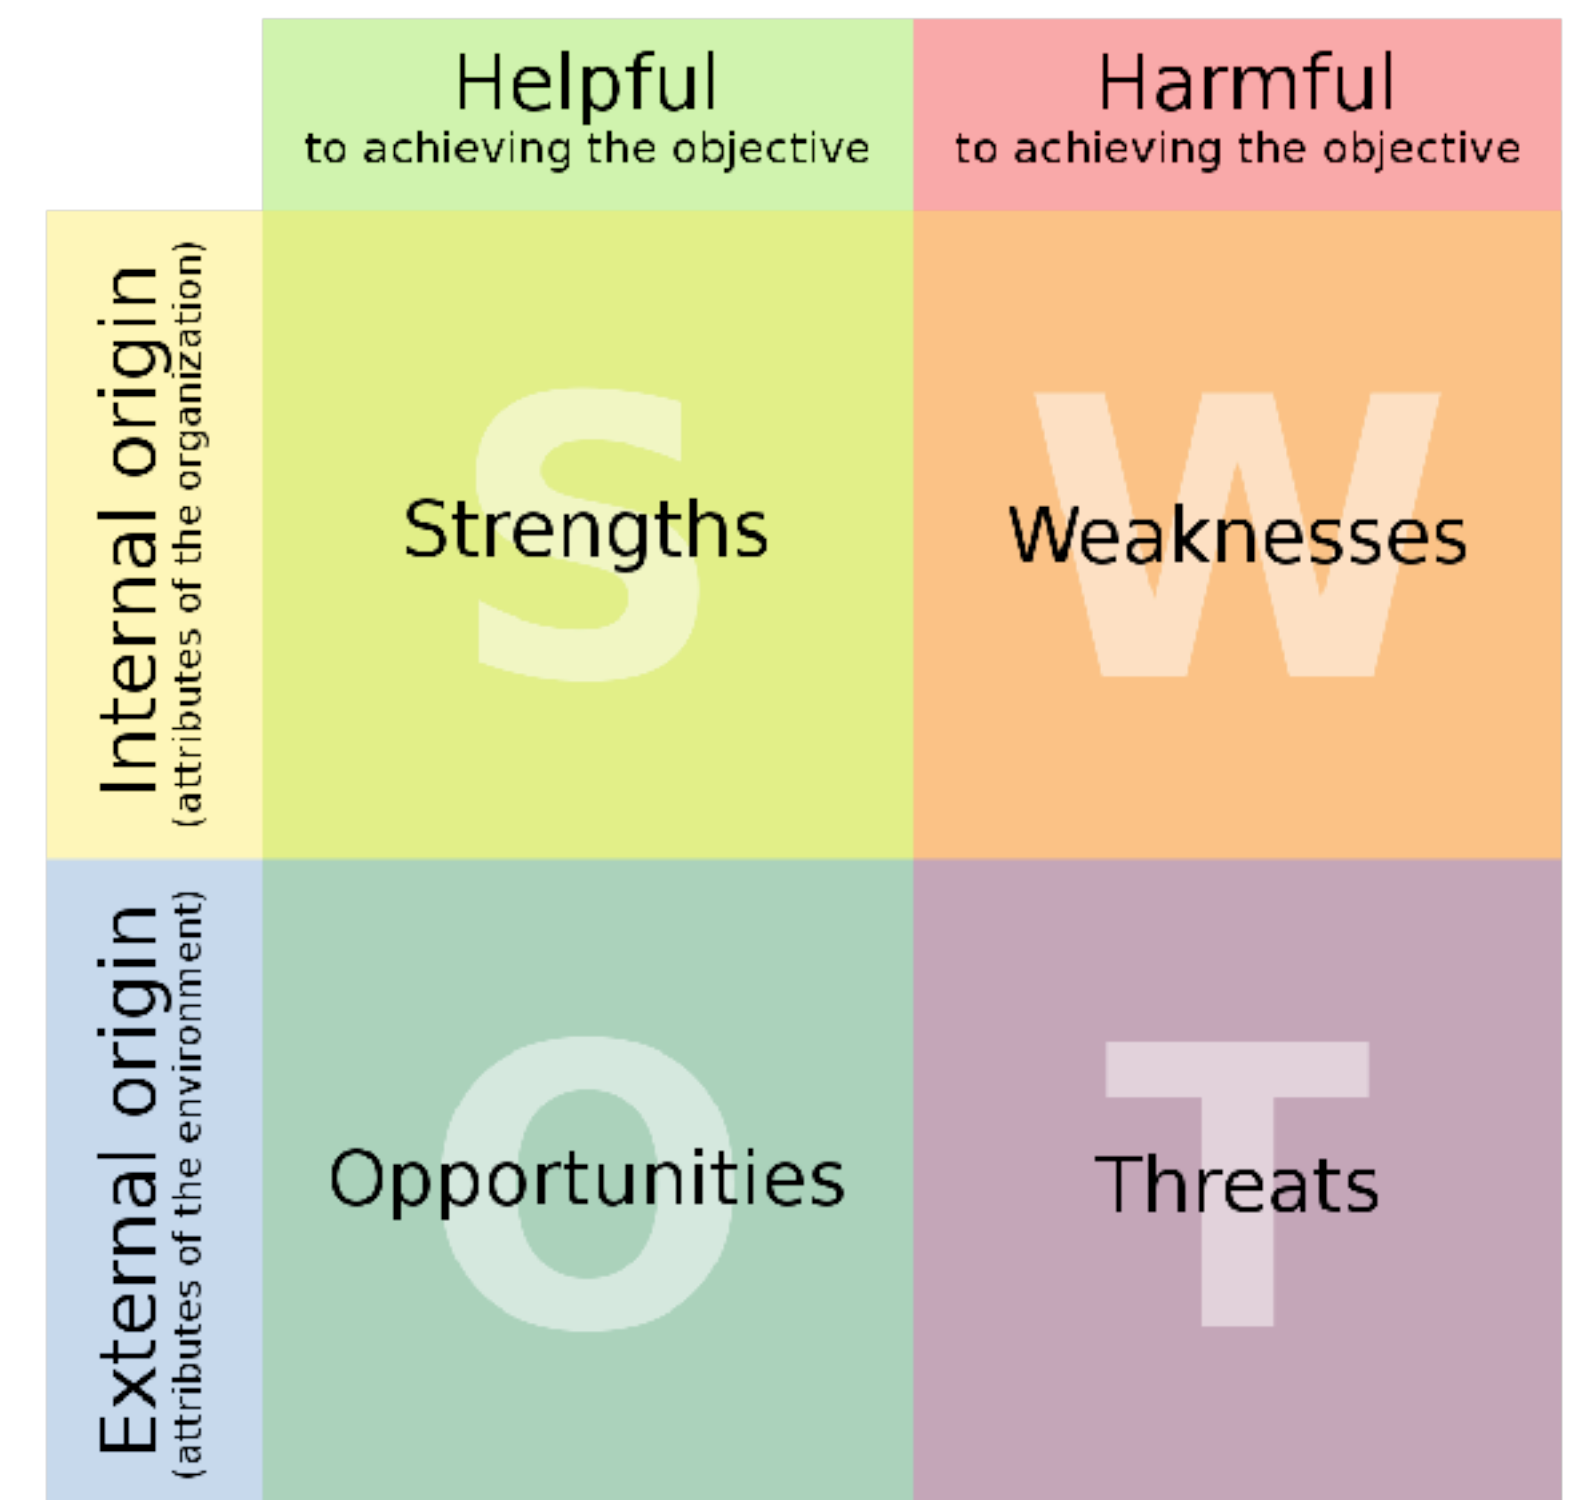 Helpful
to achieving the objective
Harmful
to achieving the objective
Internal origin
(attributes of the organization)
S
Strengths
W
Weaknesses
External origin
(attributes of the environment)
O
Opportunities
T
Threats